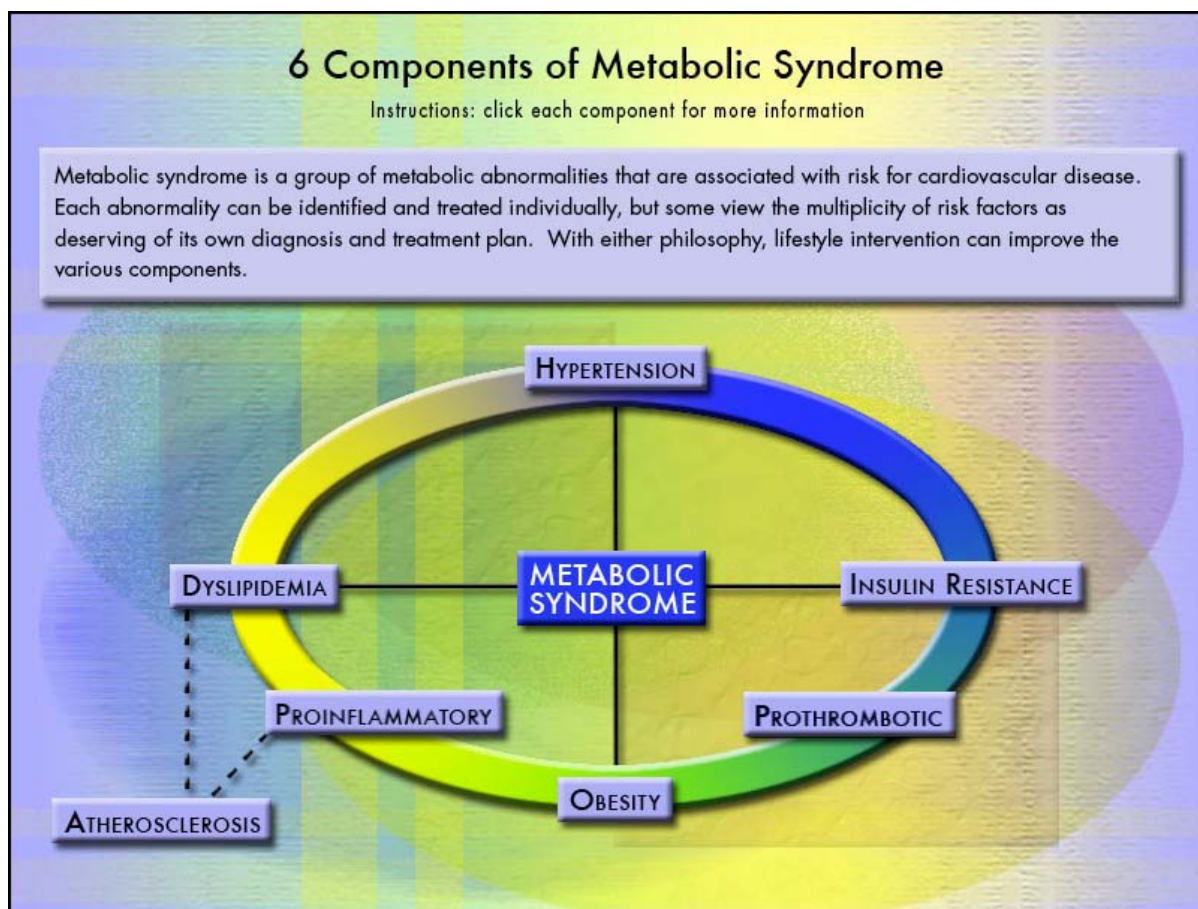 6 Components of Metabolic Syndrome
Instructions: click each component for more information
Metabolic syndrome is a group of metabolic abnormalities that are associated with risk for cardiovascular disease.
Each abnormality can be identified and treated individually, but some view the multiplicity of risk factors as
deserving of its own diagnosis and treatment plan.  With either philosophy, lifestyle intervention can improve the
various components.
HYPERTENSION
DYSLIPIDEMIA
METABOLIC
SYNDROME
INSULIN RESISTANCE
PROINFLAMMATORY
PROTHROMBOTIC
OBESITY
ATHEROSCLEROSIS